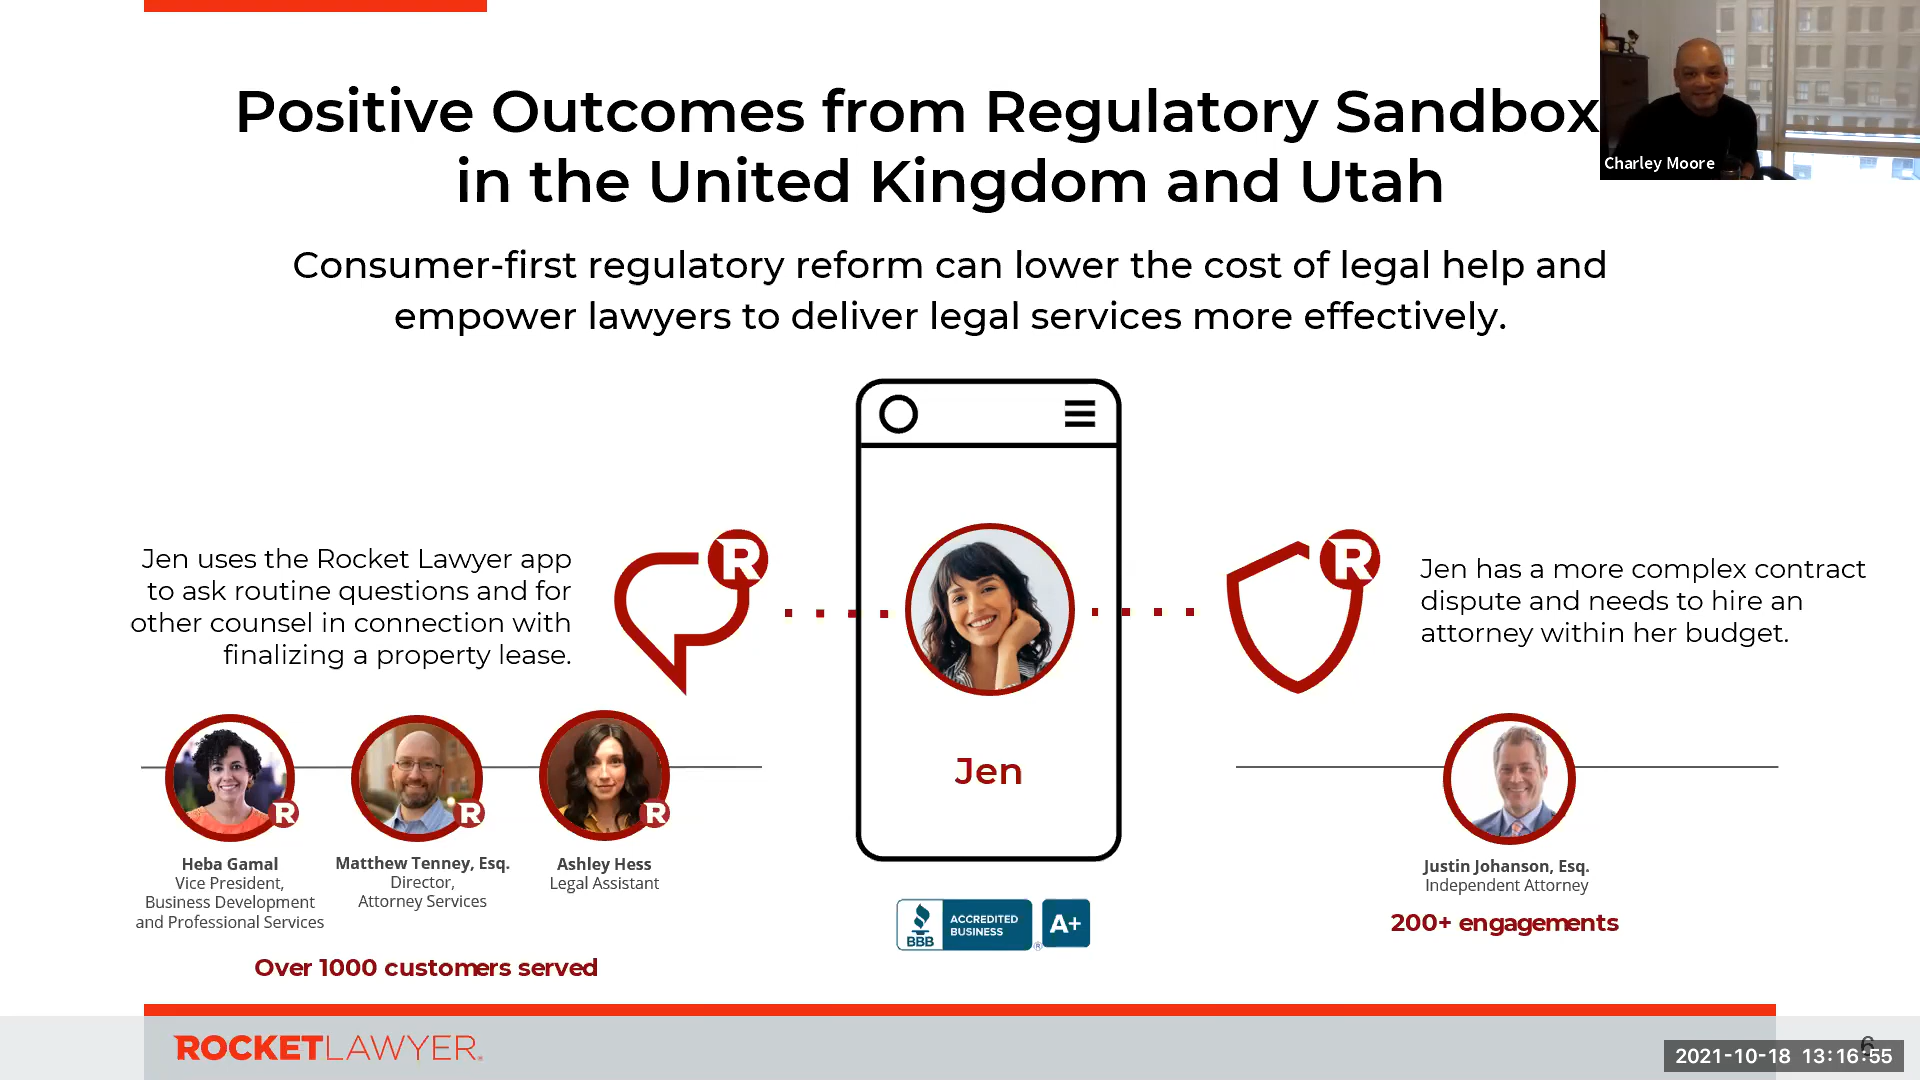 Positive Outcomes from Regulatory Sandbox
in the United Kingdom and Utah
Charley Moore
Consumer-first regulatory reform can lower the cost of legal help and
empower lawyers to deliver legal services more effectively.
Jen uses the Rocket Lawyer app
to ask routine questions and for
other counsel in connection with
finalizing a property lease.
R
R
Jen has a more complex contract
dispute and needs to hire an
attorney within her budget.
Jen
R
R
R
Heba Gamal
Vice President,
Business Development
and Professional Services
Matthew Tenney, Esq.
Director,
Attorney Services
Ashley Hess
Legal Assistant
Over 1000 customers served
BBB
ACCREDITED
BUSINESS
®
A+
Justin Johanson, Esq.
Independent Attorney
200+ engagements
ROCKETLAWYER
6
2021-10-18 13:16:55